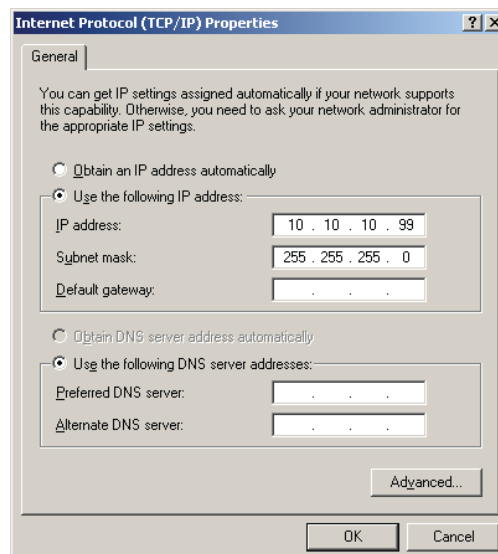 Internet Protocol (TCP/IP) Properties
General
You can get IP settings assigned automatically if your network supports
this capability. Otherwise, you need to ask your network administrator for
the appropriate IP settings.
Obtain an IP address automatically
Use the following IP address:
IP address: 10 . 10 . 10 . 99
Subnet mask: 255 . 255 . 255 . 0
Default gateway: . . .
Obtain DNS server address automatically
Use the following DNS server addresses:
Preferred DNS server: . . .
Alternate DNS server: . . .
Advanced...
OK Cancel